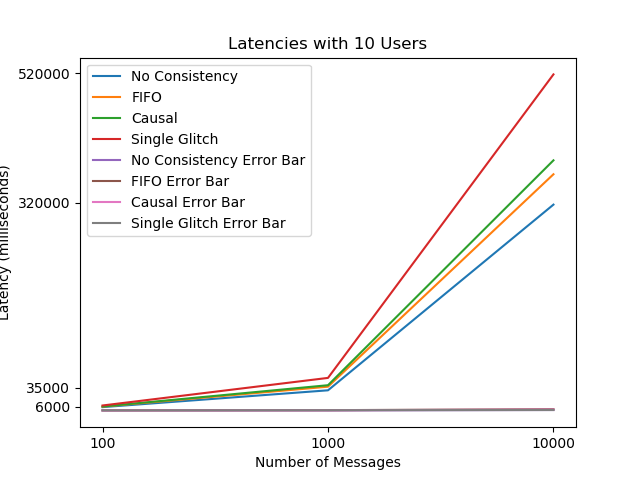 Latencies with 10 Users
520000
320000
35000
6000
Latency (milliseconds)
No Consistency
FIFO
Causal
Single Glitch
No Consistency Error Bar
FIFO Error Bar
Causal Error Bar
Single Glitch Error Bar
100
1000
10000
Number of Messages